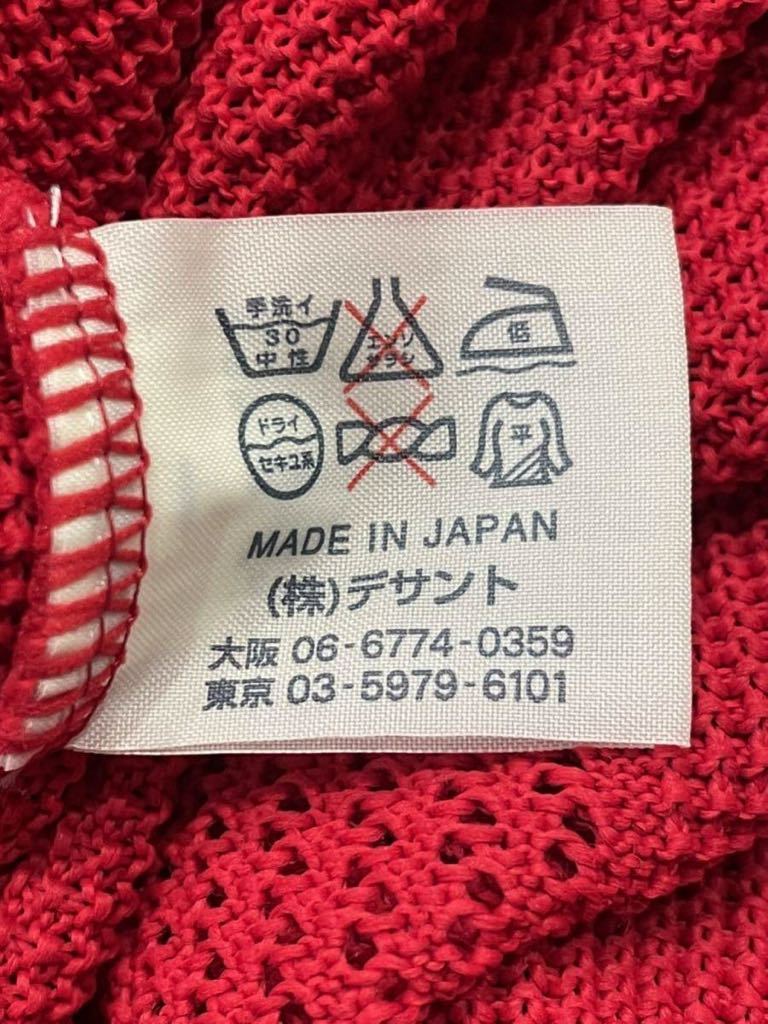 手洗イ
30
中性
エンソ
サラシ
低
ドライ
セキユ系
平
MADE IN JAPAN
(株)デサント
大阪 06-6774-0359
東京 03-5979-6101